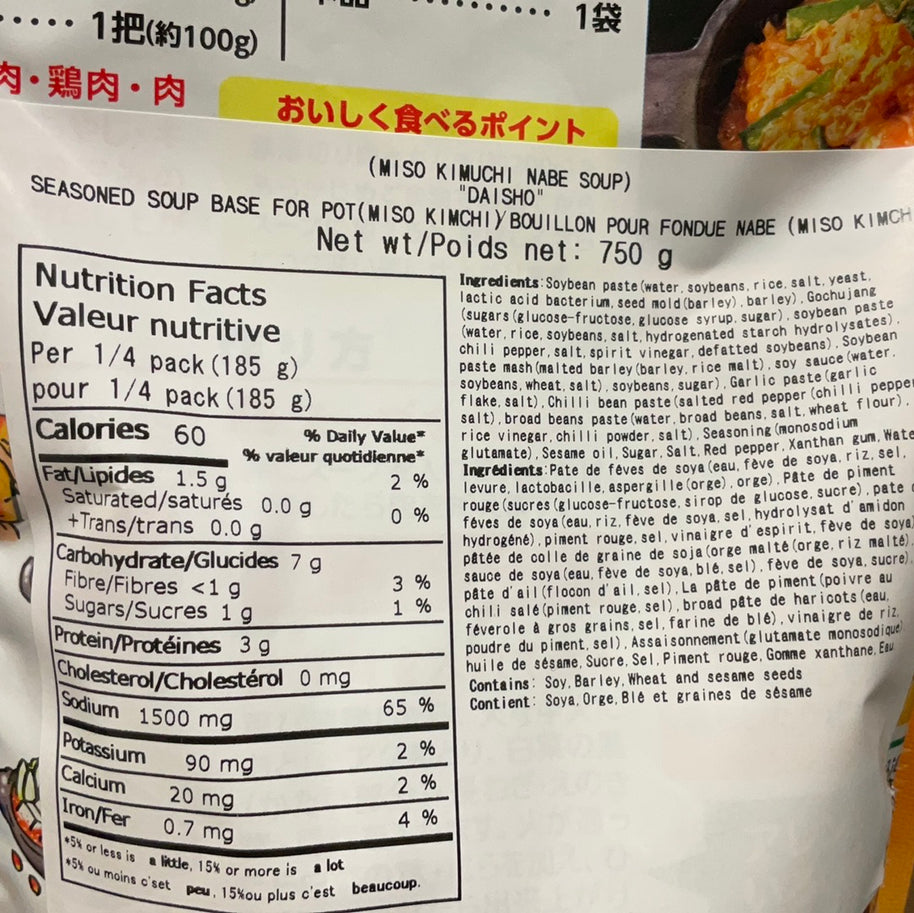 1把(約100g)
1袋
肉・鶏肉・肉
おいしく食べるポイント
(MISO KIMUCHI NABE SOUP)
"DAISHO"
SEASONED SOUP BASE FOR POT(MISO KIMCHI)/BOUILLON POUR FONDUE NABE (MISO KIMCH
Net wt/Poids net: 750 g
Nutrition Facts
Valeur nutritive
Per 1/4 pack(185 g)
pour 1/4 pack(185 g)
Calories 60
% Daily Value*
% valeur quotidienne*
Fat/Lipides 1.5 g 2 %
Saturated/saturés 0.0 g
+Trans/trans 0.0 g 0 %
Carbohydrate/Glucides 7 g
Fibre/Fibres <1 g 3 %
Sugars/Sucres 1 g 1 %
Protein/Protéines 3 g
Cholesterol/Cholestérol 0 mg
Sodium 1500 mg 65 %
Potassium 90 mg 2 %
Calcium 20 mg 2 %
Iron/Fer 0.7 mg 4 %
*5% or less is a little, 15% or more is a lot
*5% ou moins c'set peu, 15%ou plus c'est beaucoup.
Ingredients:Soybean paste(water, soybeans, rice, salt, yeast,
lactic acid bacterium, seed mold(barley), barley), Gochujang
(sugars(glucose-fructose, glucose syrup, sugar), soybean paste
(water, rice, soybeans, salt, hydrogenated starch hydrolysates),
chili pepper, salt, spirit vinegar, defatted soybeans), Soybean
paste mash(malted barley(barley, rice malt), soy sauce(water,
soybeans, wheat, salt), soybeans, sugar), Garlic paste(garlic
flake, salt), Chilli bean paste(salted red pepper(chilli pepper
salt), broad beans paste(water, broad beans, salt, wheat flour),
rice vinegar, chilli powder, salt), Seasoning(monosodium
glutamate), Sesame oil, Sugar, Salt, Red pepper, Xanthan gum, Wate
Ingrédients:Pate de féves de soya(eau, fève de soya, riz, sel,
levure, lactobacille, aspergille(orge), orge), Pâte de piment
rouge(sucres(glucose-fructose, sirop de glucose, sucre), pate
féves de soya(eau, riz, fève de soya, sel, hydrolysat d'amidon
hydrogéné), piment rouge, sel, vinaigre d'espirit, fève de soya)
pâtée de colle de graine de soja(orge malté(orge, riz malté),
sauce de soya(eau, fève de soya, blé, sel), fève de soya, sucre),
pâte d'ail(flocon d'ail, sel), La pâte de piment(poivre au
chili salé(piment rouge, sel), broad pâte de haricots(eau,
féverole à gros grains, sel, farine de blé), vinaigre de riz,
poudre du piment, sel), Assaisonnement(glutamate monosodique)
huile de sésame, Sucre, Sel, Piment rouge, Gomme xanthane, Eau
Contains: Soy, Barley, Wheat and sesame seeds
Contient: Soya, Orge, Blé et graines de sésame